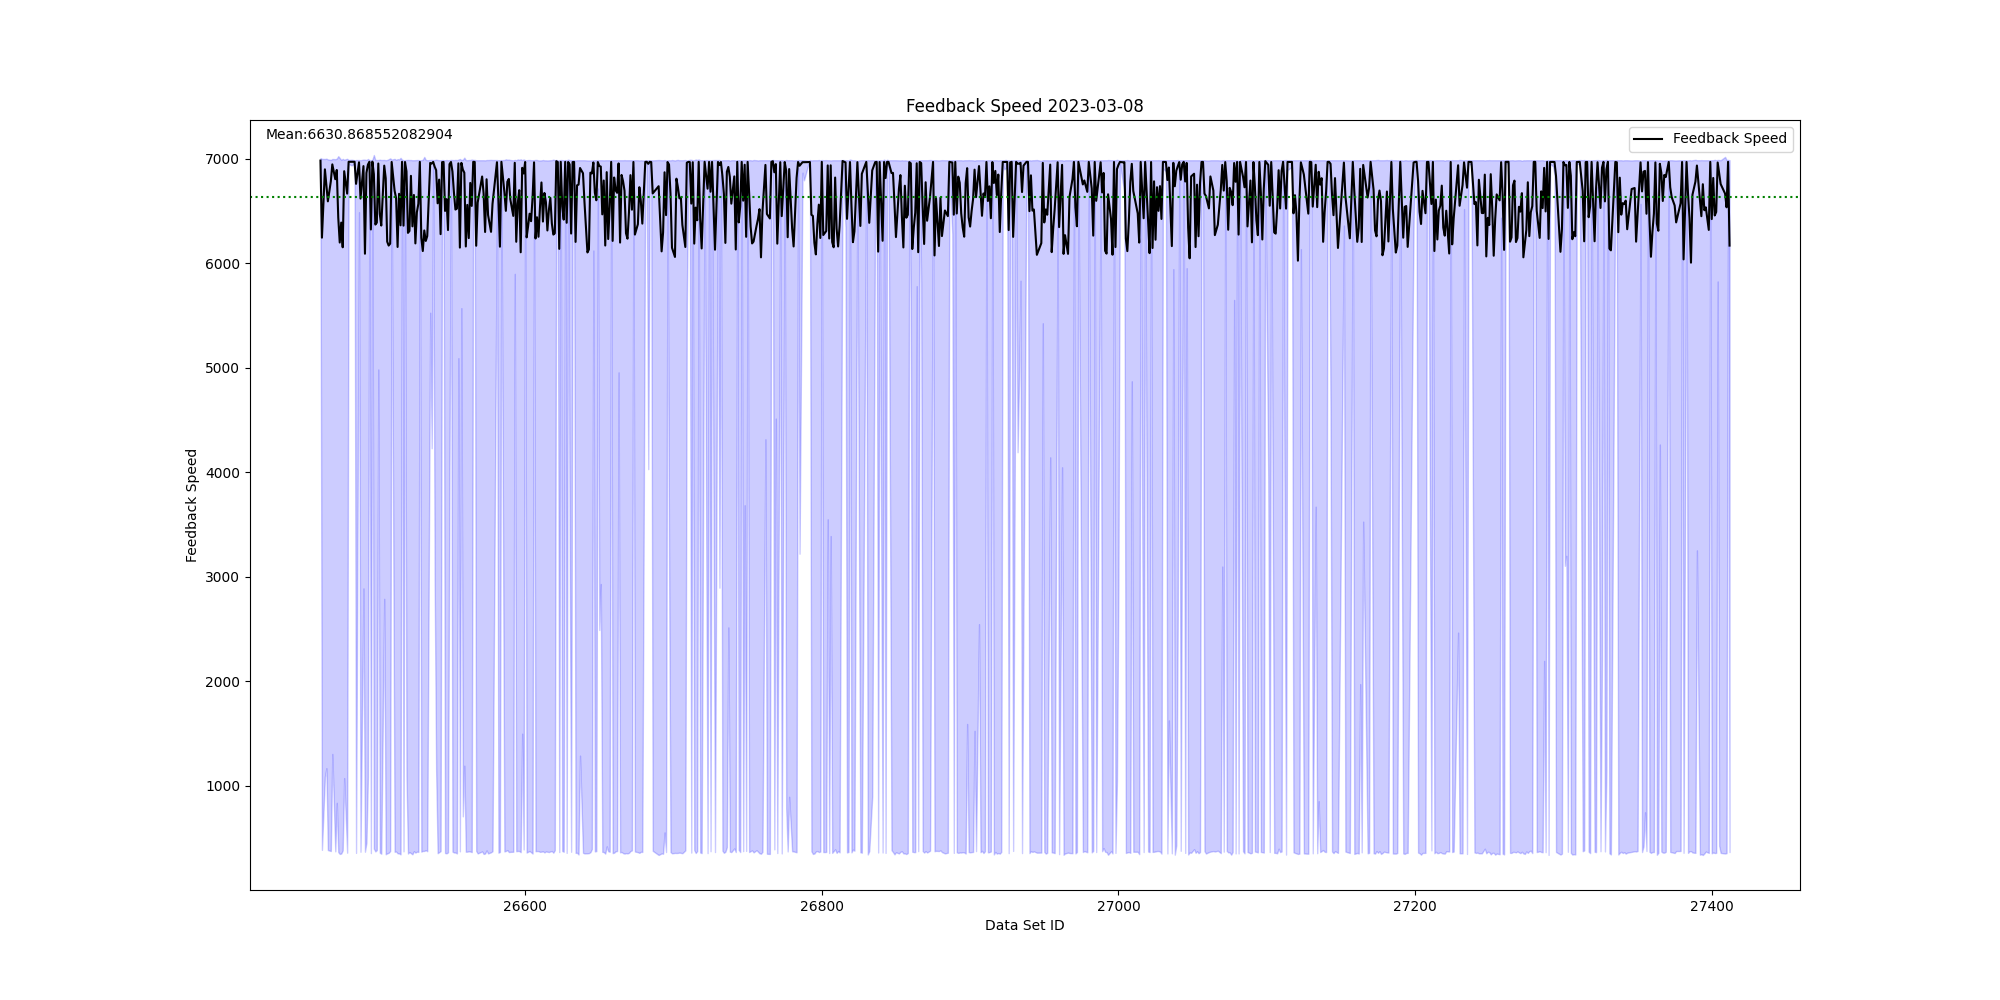 Feedback Speed 2023-03-08
Mean:6630.868552082904
Feedback Speed
7000
6000
5000
4000
3000
2000
1000
Feedback Speed
26600
26800
27000
27200
27400
Data Set ID